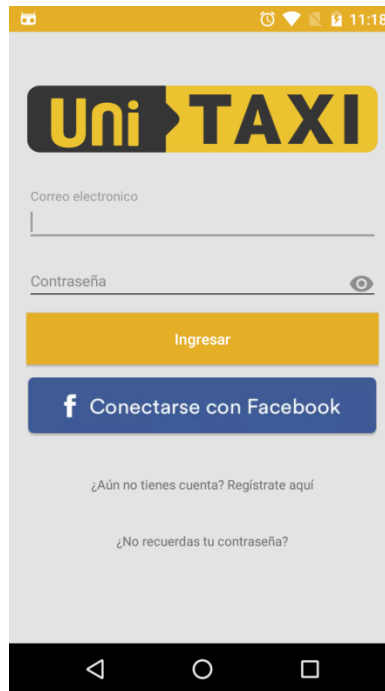 11:18
Uni TAXI
Correo electronico
Contraseña
Ingresar
f Conectarse con Facebook
¿Aún no tienes cuenta? Regístrate aquí
¿No recuerdas tu contraseña?